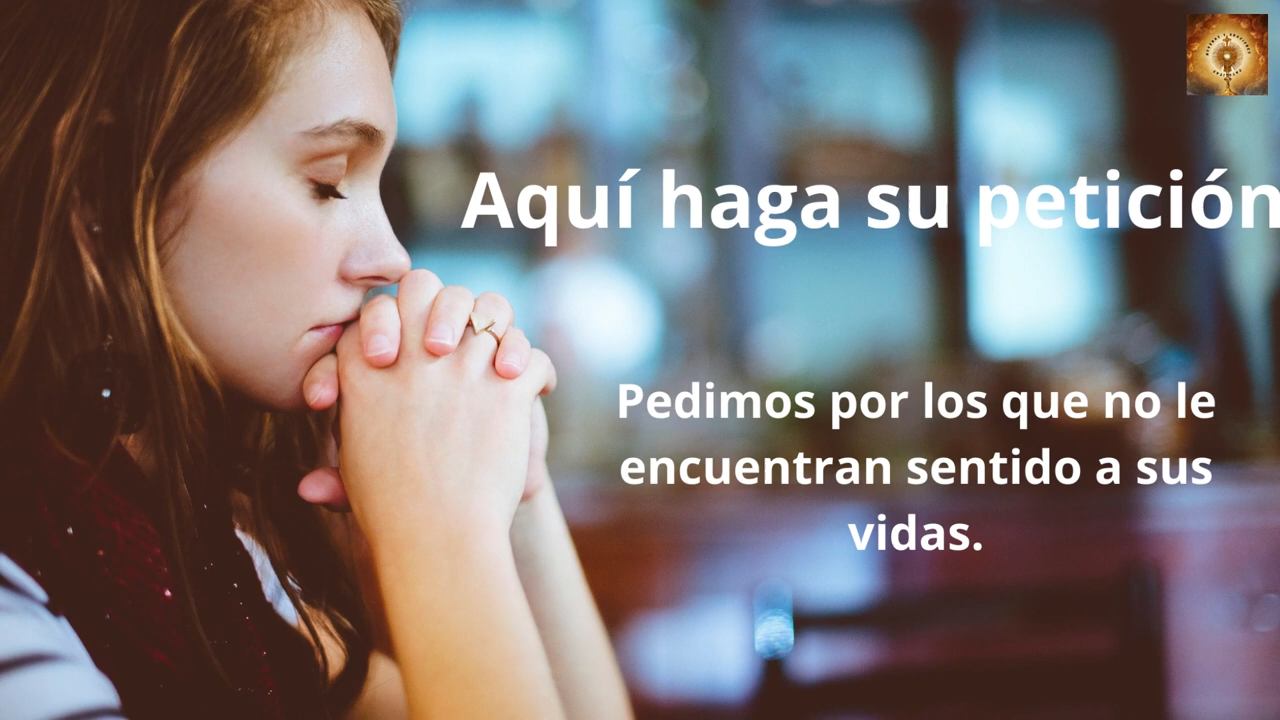 Aquí haga su petición
Pedimos por los que no le
encuentran sentido a sus
vidas.